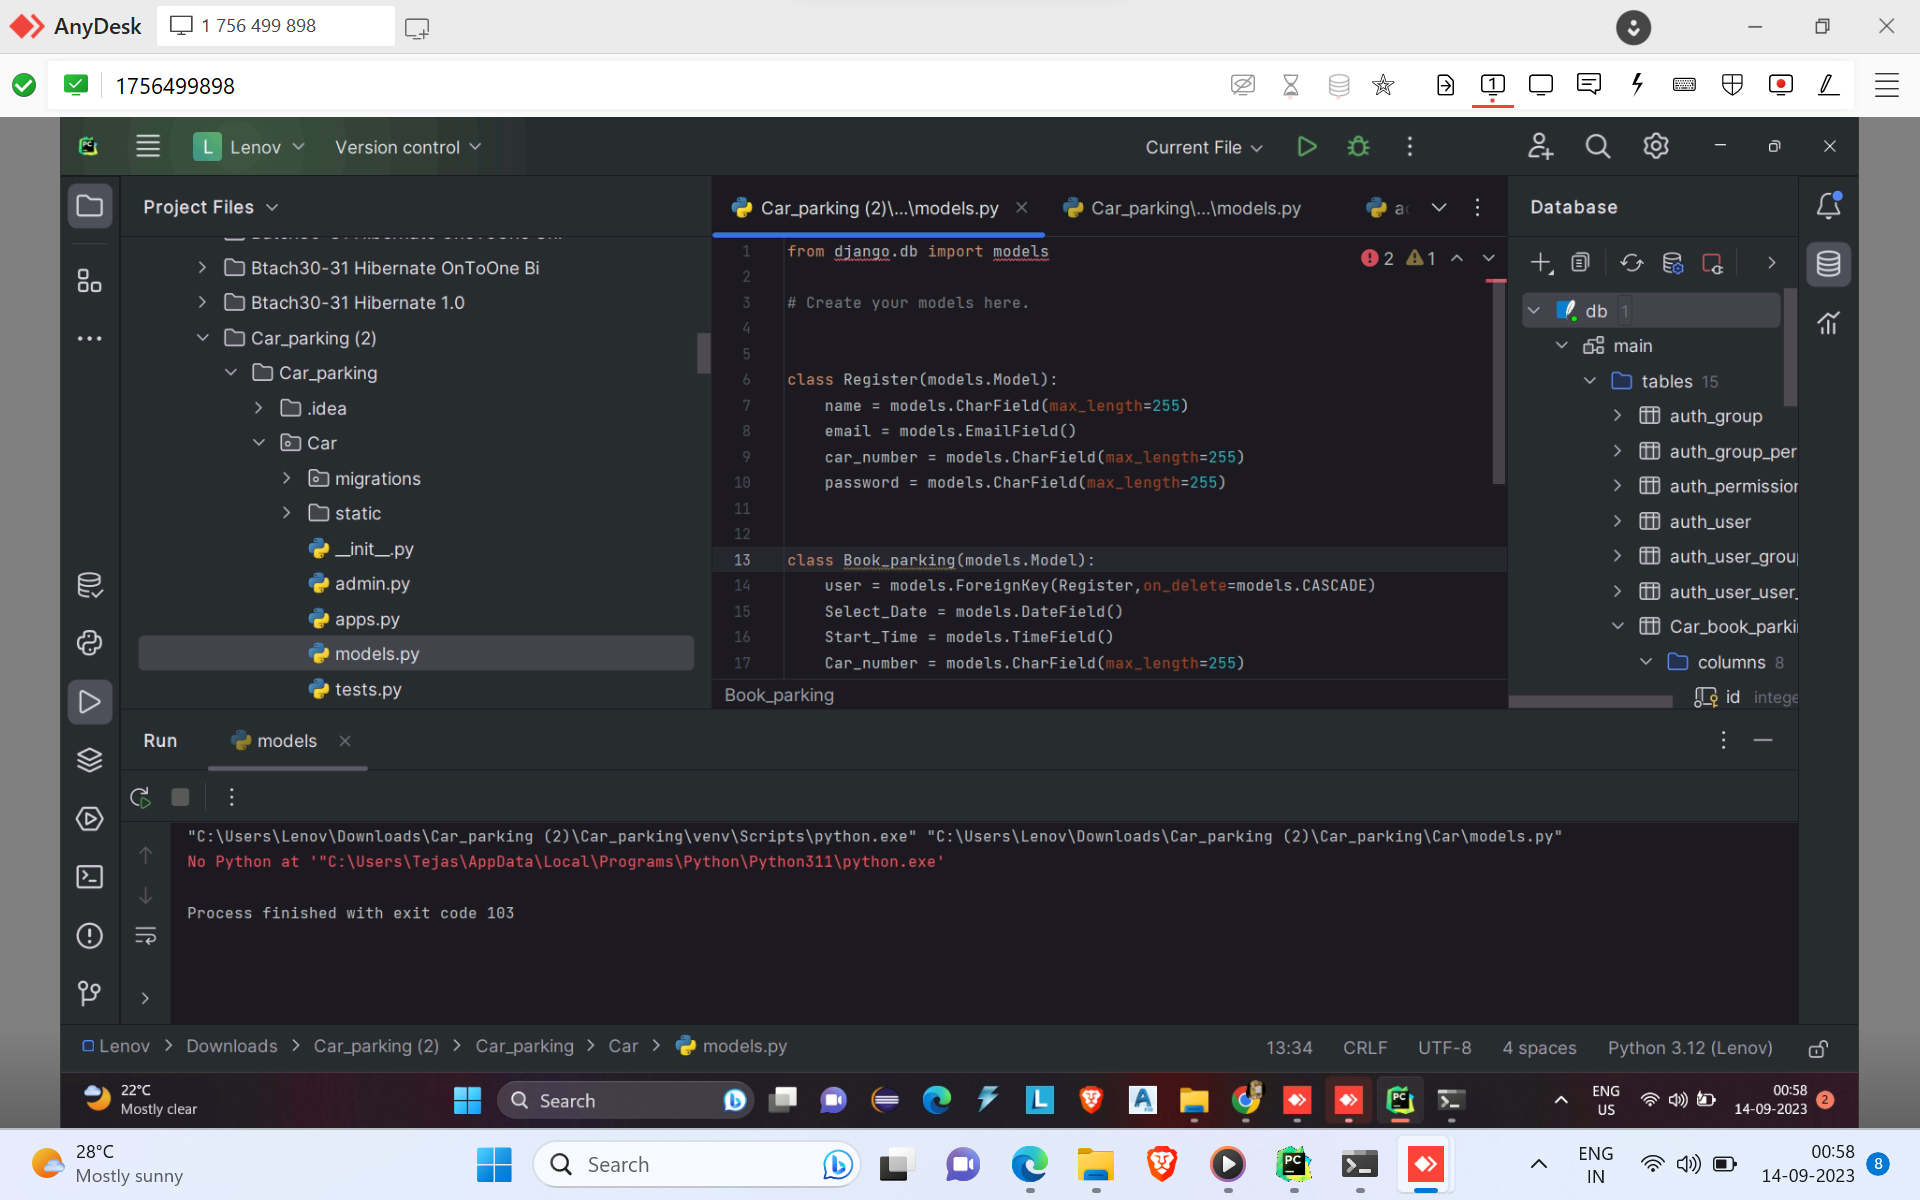 AnyDesk
1 756 499 898
1756499898
PC
L
Lenov
Version control
Current File
Project Files
Car_parking (2)\...\models.py
Car_parking\...\models.py
Database
Btach30-31 Hibernate OnToOne Bi
Btach30-31 Hibernate 1.0
Car_parking (2)
Car_parking
.idea
Car
migrations
static
__init__.py
admin.py
apps.py
models.py
tests.py
2
1
1 from django.db import models
2
3 # Create your models here.
4
5
6 class Register(models.Model):
7 name = models.CharField(max_length=255)
8 email = models.EmailField()
9 car_number = models.CharField(max_length=255)
10 password = models.CharField(max_length=255)
11
12
13 class Book_parking(models.Model):
14 user = models.ForeignKey(Register,on_delete=models.CASCADE)
15 Select_Date = models.DateField()
16 Start_Time = models.TimeField()
17 Car_number = models.CharField(max_length=255)
Book_parking
db 1
main
tables 15
auth_group
auth_group_per
auth_permission
auth_user
auth_user_grou
auth_user_user_
Car_book_parki
columns 8
id intege
Run
models
"C:\Users\Lenov\Downloads\Car_parking (2)\Car_parking\venv\Scripts\python.exe" "C:\Users\Lenov\Downloads\Car_parking (2)\Car_parking\Car\models.py"
No Python at '"C:\Users\Tejas\AppData\Local\Programs\Python\Python311\python.exe'
Process finished with exit code 103
Lenov > Downloads > Car_parking (2) > Car_parking > Car > models.py
13:34
CRLF
UTF-8
4 spaces
Python 3.12 (Lenov)
22°C
Mostly clear
Search
L
A
PC
ENG
US
00:58
14-09-2023
2
28°C
Mostly sunny
Search
PC
ENG
IN
00:58
14-09-2023
8